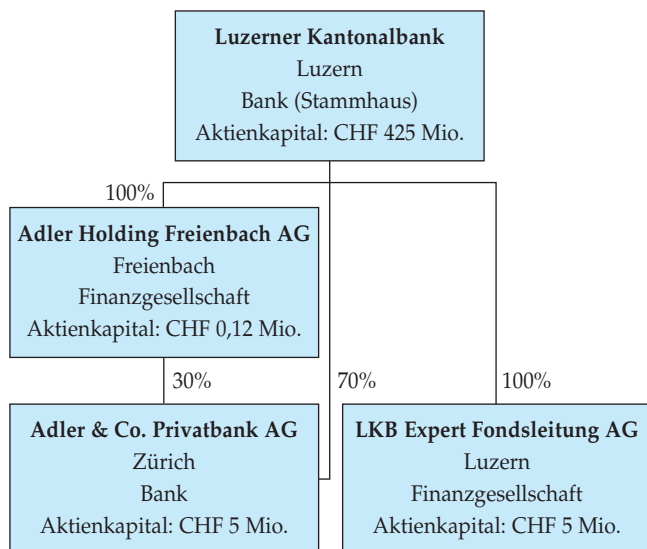 Luzerner Kantonalbank
Luzern
Bank (Stammhaus)
Aktienkapital: CHF 425 Mio.
100%
Adler Holding Freienbach AG
Freienbach
Finanzgesellschaft
Aktienkapital: CHF 0,12 Mio.
30%
70%
100%
Adler & Co. Privatbank AG
Zürich
Bank
Aktienkapital: CHF 5 Mio.
LKB Expert Fondsleitung AG
Luzern
Finanzgesellschaft
Aktienkapital: CHF 5 Mio.